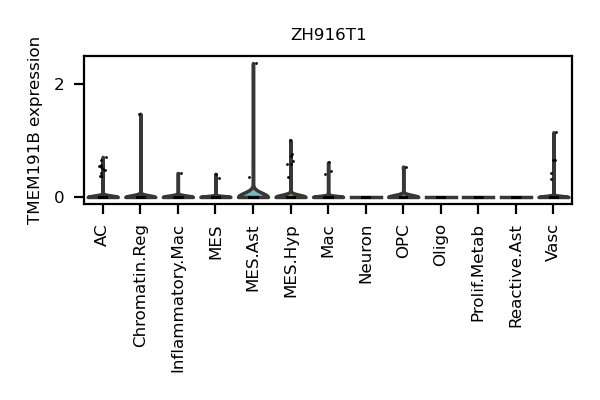 ZH916T1
TMEM191B expression
2
0
AC
Chromatin.Reg
Inflammatory.Mac
MES
MES.Ast
MES.Hyp
Mac
Neuron
OPC
Oligo
Prolif.Metab
Reactive.Ast
Vasc